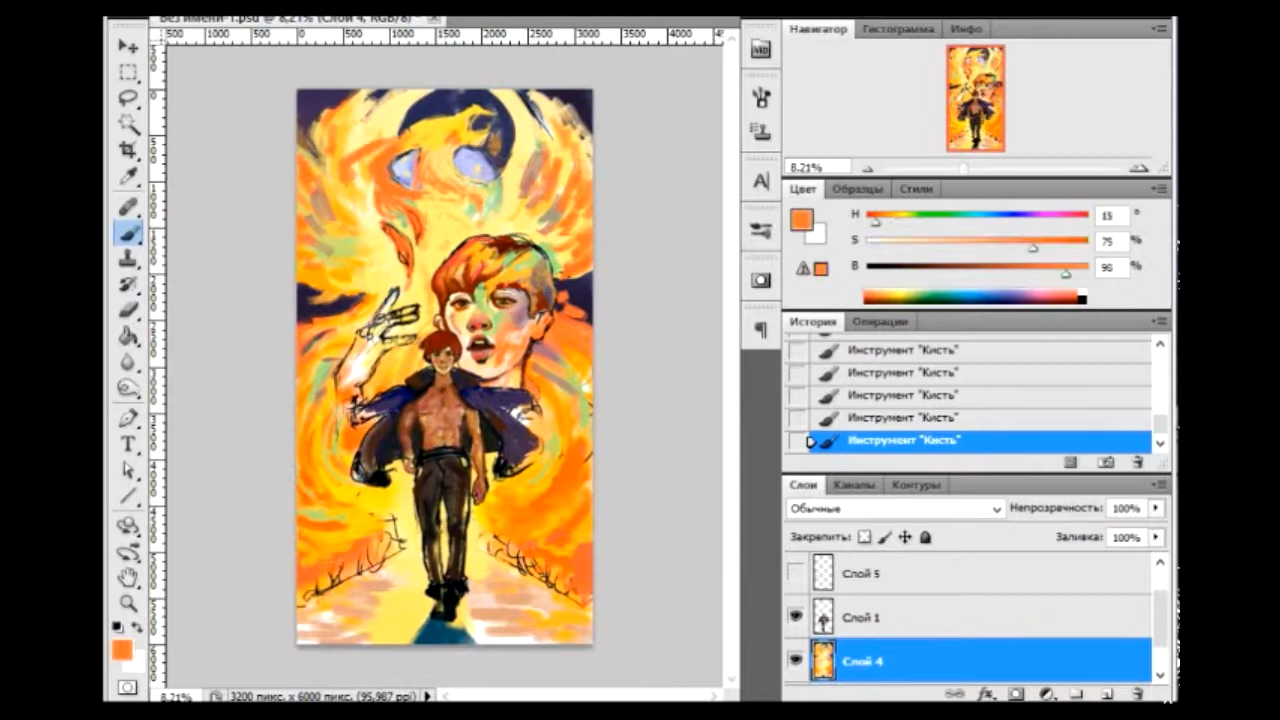 Без имени-1.psd @ 8,21% (Слой 4, RGB/8) *
500 1000 500 0 500 1000 1500 2000 2500 3000 3500 4000
Навигатор Гистограмма Инфо
8.21%
Цвет Образцы Стили
H 15 °
S 75 %
B 96 %
История Операции
Инструмент "Кисть"
Инструмент "Кисть"
Инструмент "Кисть"
Инструмент "Кисть"
Инструмент "Кисть"
Слои Каналы Контуры
Обычные Непрозрачность: 100%
Закрепить: Заливка: 100%
Слой 5
Слой 1
Слой 4
8.21% 3200 пикс. x 6000 пикс. (95,987 ppi)